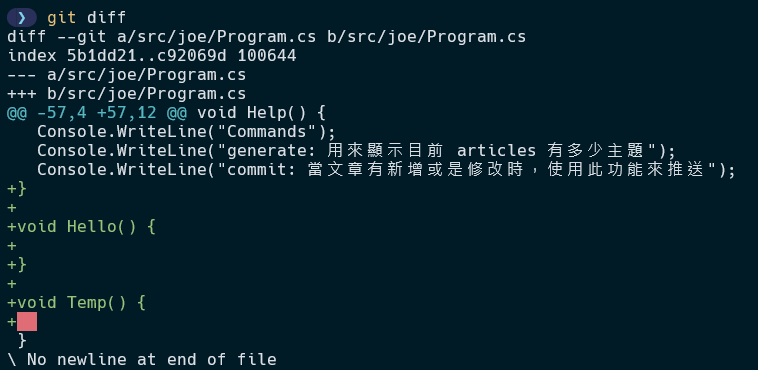 ❯ git diff
diff --git a/src/joe/Program.cs b/src/joe/Program.cs
index 5b1dd21..c92069d 100644
--- a/src/joe/Program.cs
+++ b/src/joe/Program.cs
@@ -57,4 +57,12 @@ void Help() {
   Console.WriteLine("Commands");
   Console.WriteLine("generate: 用來顯示目前 articles 有多少主題");
   Console.WriteLine("commit: 當文章有新增或是修改時，使用此功能來推送");
+}
+
+void Hello() {
+
+}
+
+void Temp() {
+
 }
\ No newline at end of file